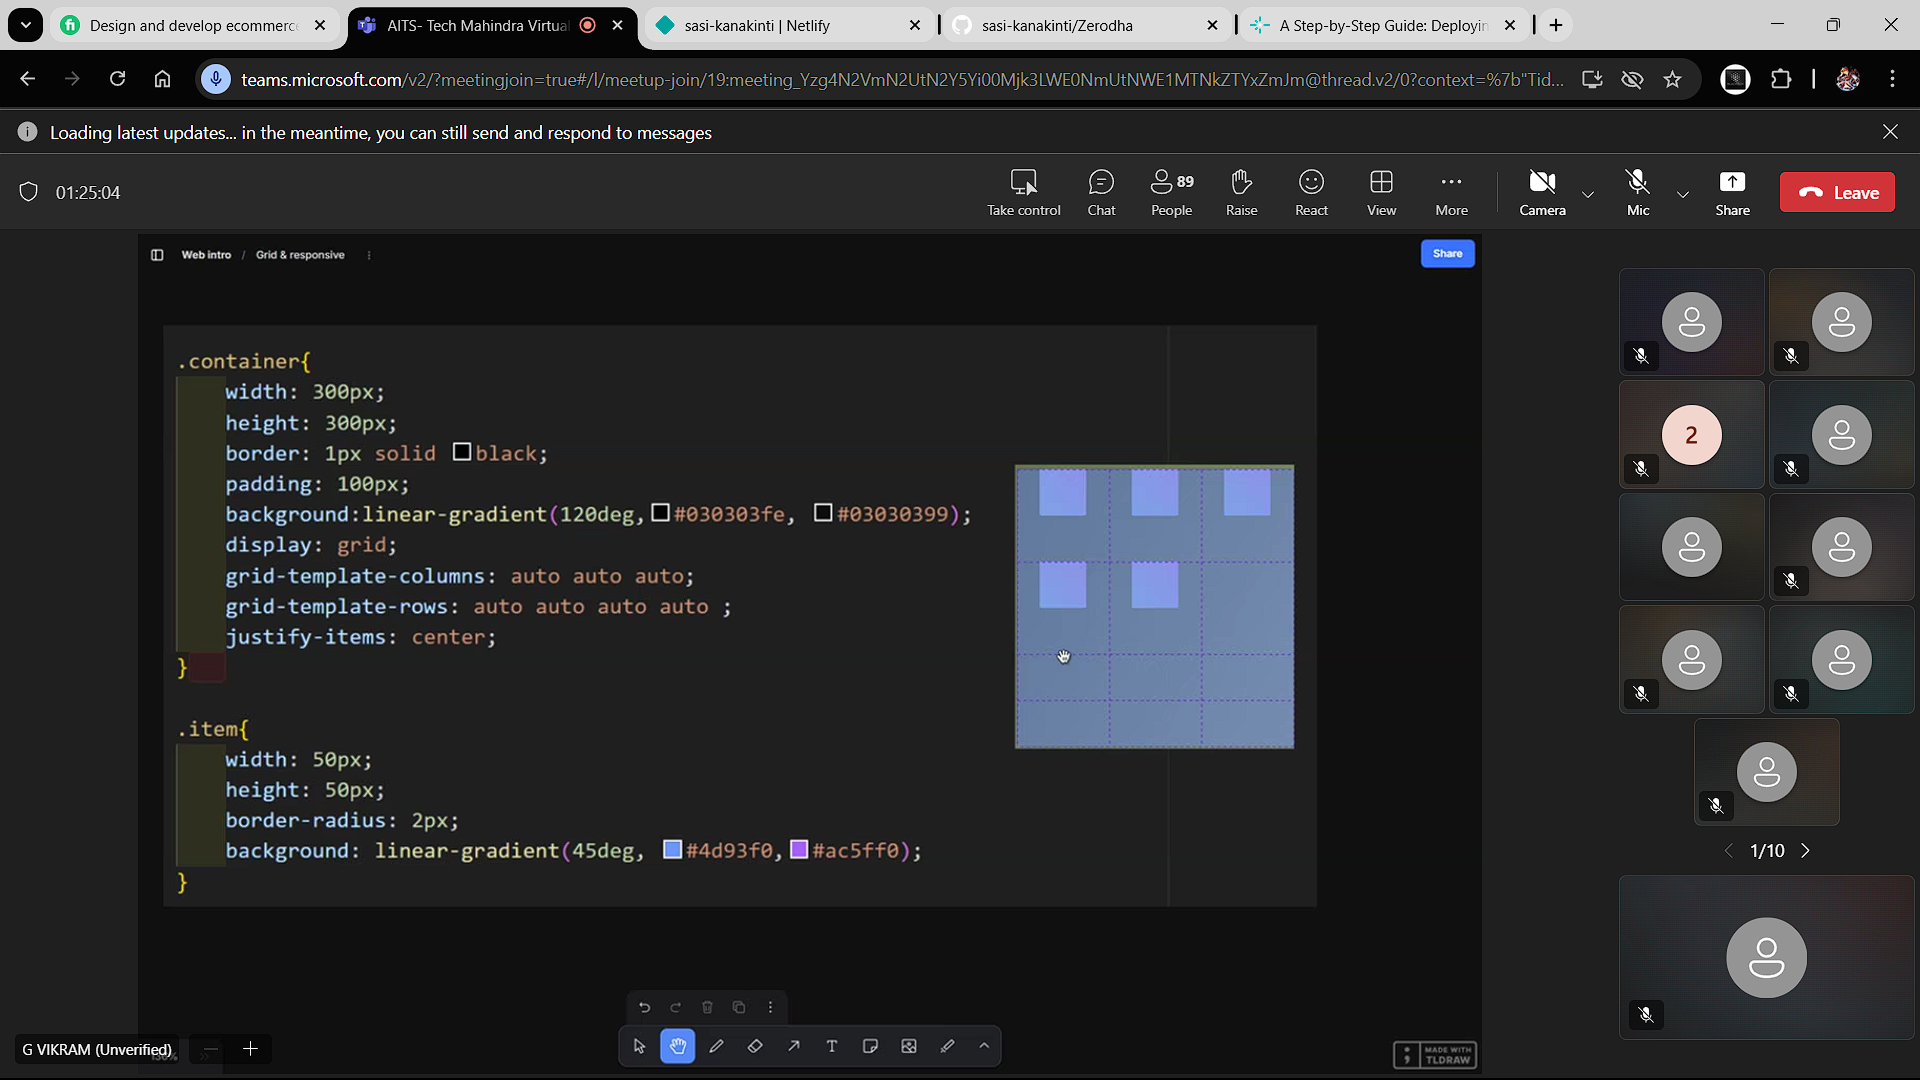 Design and develop ecommerc
AITS- Tech Mahindra Virtual
sasi-kanakinti | Netlify
sasi-kanakinti/Zerodha
A Step-by-Step Guide: Deployin
teams.microsoft.com/v2/?meetingjoin=true#/l/meetup-join/19:meeting_Yzg4N2VmN2UtN2Y5Yi00Mjk3LWE0NmUtNWE1MTNkZTYxZmJm@thread.v2/0?context=%7b"Tid...
Loading latest updates... in the meantime, you can still send and respond to messages
01:25:04
Take control
Chat
89
People
Raise
React
View
More
Camera
Mic
Share
Leave
Web intro / Grid & responsive
Share
.container{
width: 300px;
height: 300px;
border: 1px solid black;
padding: 100px;
background:linear-gradient(120deg, #030303fe, #03030399);
display: grid;
grid-template-columns: auto auto auto;
grid-template-rows: auto auto auto auto ;
justify-items: center;
}
.item{
width: 50px;
height: 50px;
border-radius: 2px;
background: linear-gradient(45deg, #4d93f0, #ac5ff0);
}
2
1/10
G VIKRAM (Unverified)
MADE WITH
TLDRAW